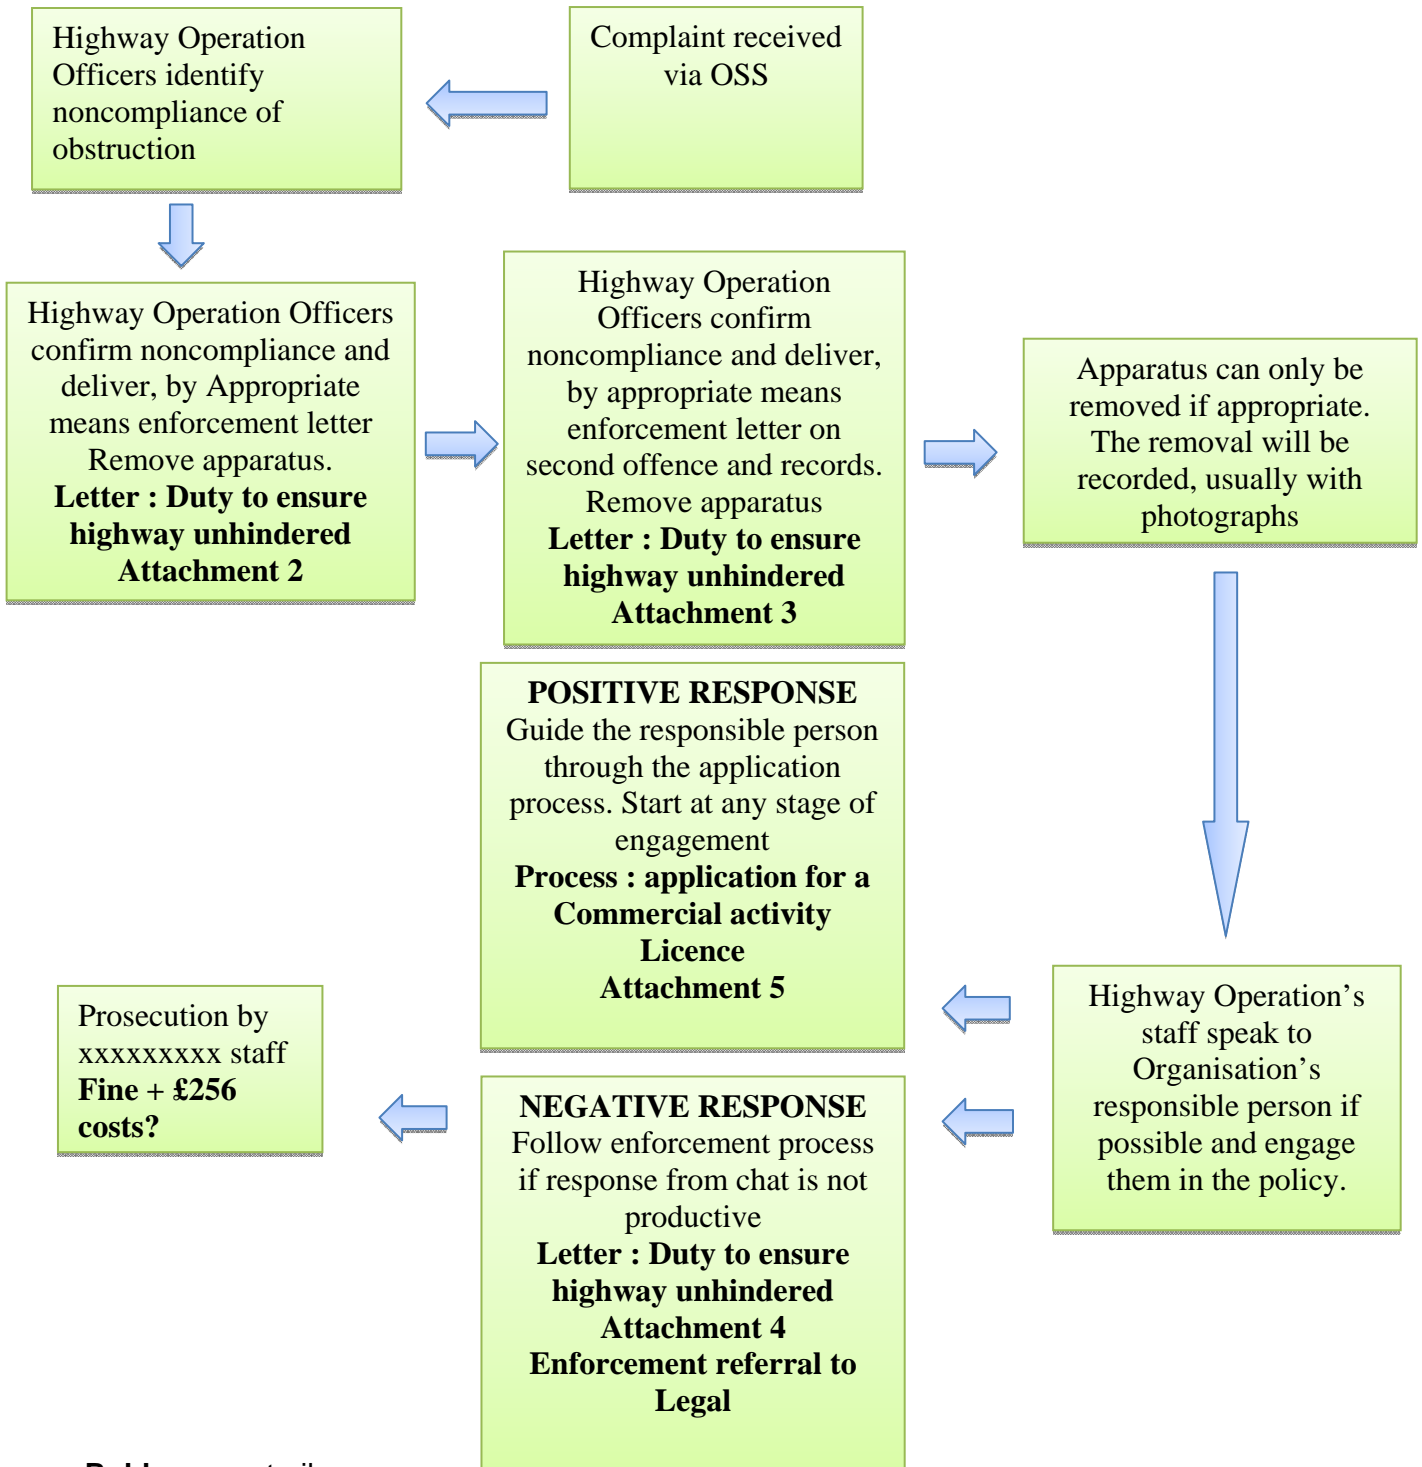 Highway Operation
Officers identify
noncompliance of
obstruction
Complaint received
via OSS
Highway Operation Officers
confirm noncompliance and
deliver, by Appropriate
means enforcement letter
Remove apparatus.
Letter : Duty to ensure
highway unhindered
Attachment 2
Highway Operation
Officers confirm
noncompliance and deliver,
by appropriate means
enforcement letter on
second offence and records.
Remove apparatus
Letter : Duty to ensure
highway unhindered
Attachment 3
Apparatus can only be
removed if appropriate.
The removal will be
recorded, usually with
photographs
POSITIVE RESPONSE
Guide the responsible person
through the application
process. Start at any stage of
engagement
Process : application for a
Commercial activity
Licence
Attachment 5
Highway Operation’s
staff speak to
Organisation’s
responsible person if
possible and engage
them in the policy.
NEGATIVE RESPONSE
Follow enforcement process
if response from chat is not
productive
Letter : Duty to ensure
highway unhindered
Attachment 4
Enforcement referral to
Legal
Prosecution by
xxxxxxxxx staff
Fine + £256
costs?